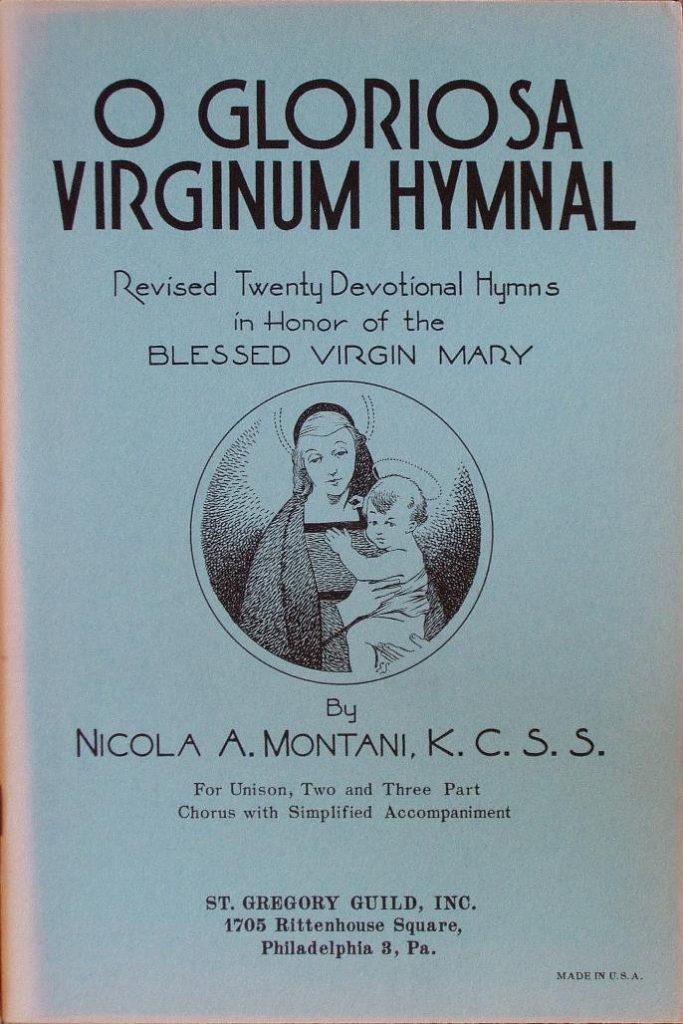 O GLORIOSA
VIRGINUM HYMNAL
Revised Twenty Devotional Hymns
in Honor of the
BLESSED VIRGIN MARY
By
NICOLA A. MONTANI, K. C. S. S.
For Unison, Two and Three Part
Chorus with Simplified Accompaniment
ST. GREGORY GUILD, INC.
1705 Rittenhouse Square,
Philadelphia 3, Pa.
MADE IN U. S. A.